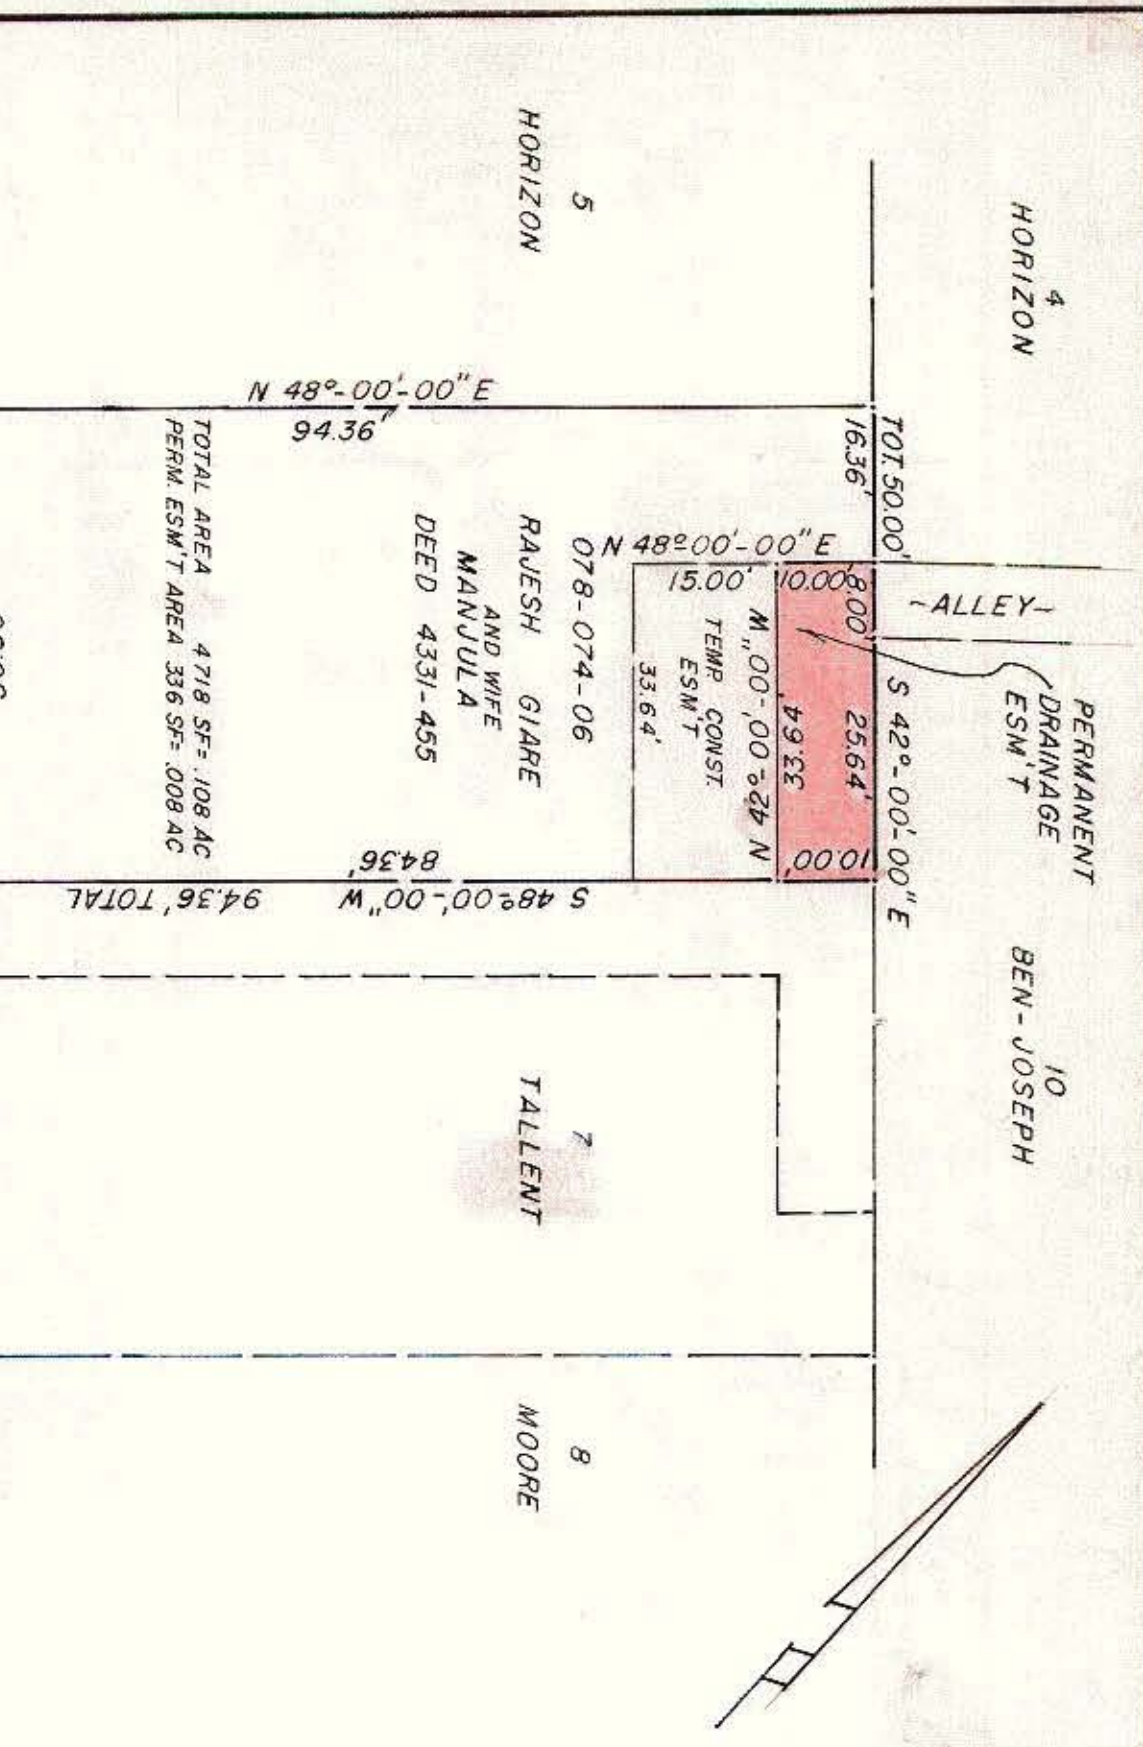 4
HORIZON
PERMANENT
DRAINAGE
ESM'T
10
BEN-JOSEPH
~ALLEY~
TOT. 50.00'
S 42°-00'-00" E
16.36'
8.00'
25.64'
10.00'
33.64'
10.00'
N 48°00'-00" E
N 42°-00'-00" W
15.00'
TEMP. CONST.
ESM'T
33.64'
5
HORIZON
078-074-06
RAJESH GIARE
AND WIFE
MANJULA
DEED 4331-455
7
TALLENT
8
MOORE
N 48°-00'-00" E
94.36'
S 48°00'-00" W
84.36'
94.36' TOTAL
TOTAL AREA 4718 SF= .108 AC
PERM. ESM'T AREA 336 SF= .008 AC